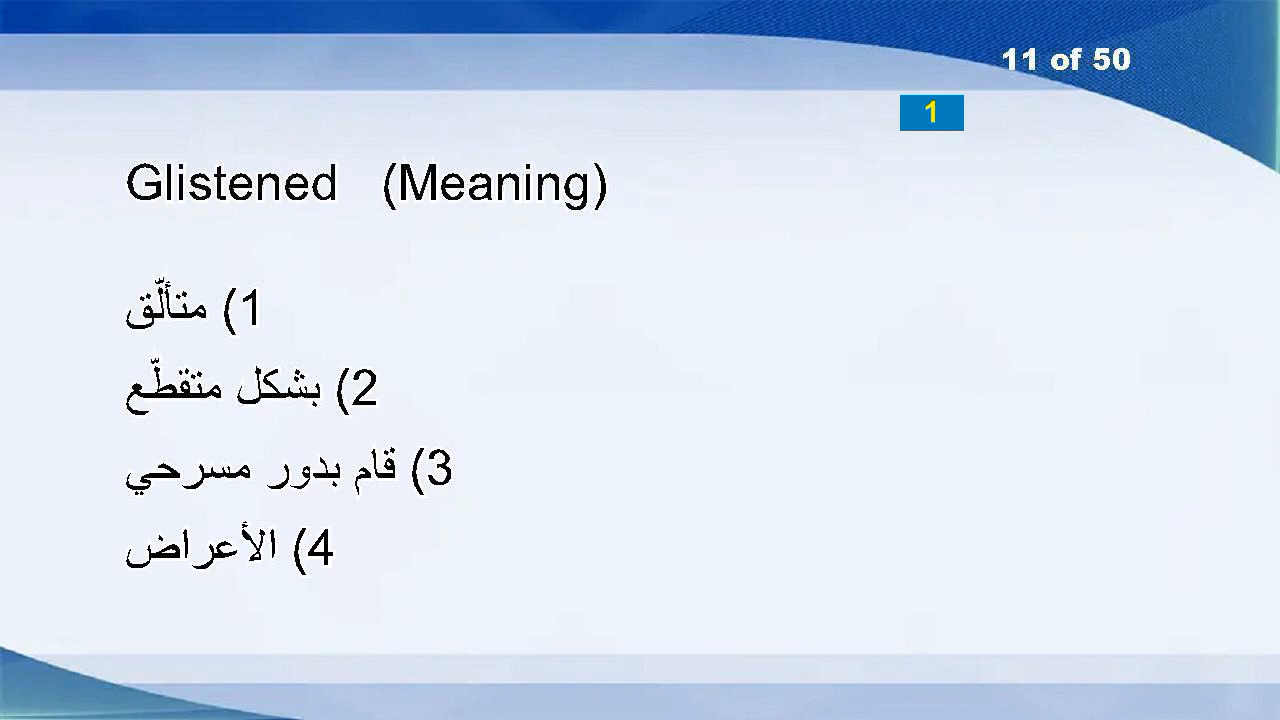 11 of 50
1
Glistened (Meaning)
1) متألّق
2) بشكل متقطّع
3) قام بدور مسرحي
4) الأعراض